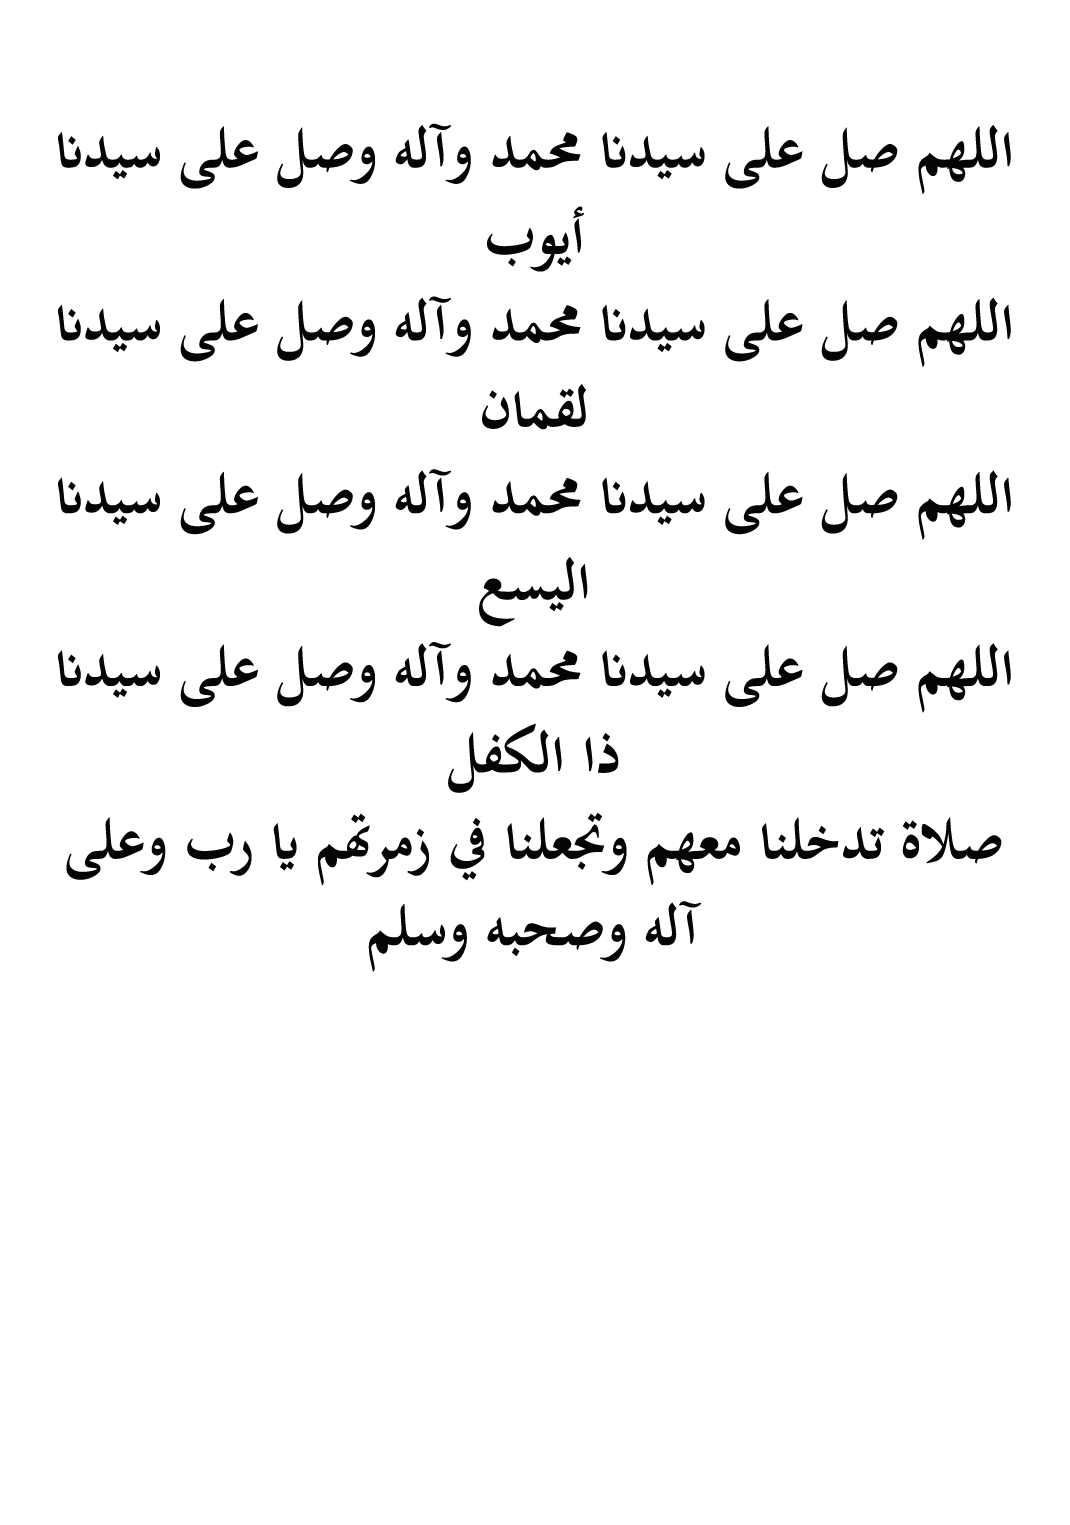 اللهم صل على سيدنا محمد وآله وصل على سيدنا
أيوب
اللهم صل على سيدنا محمد وآله وصل على سيدنا
لقمان
اللهم صل على سيدنا محمد وآله وصل على سيدنا
اليسع
اللهم صل على سيدنا محمد وآله وصل على سيدنا
ذا الكفل
صلاة تدخلنا معهم وتجعلنا في زمرتهم يا رب وعلى
آله وصحبه وسلم